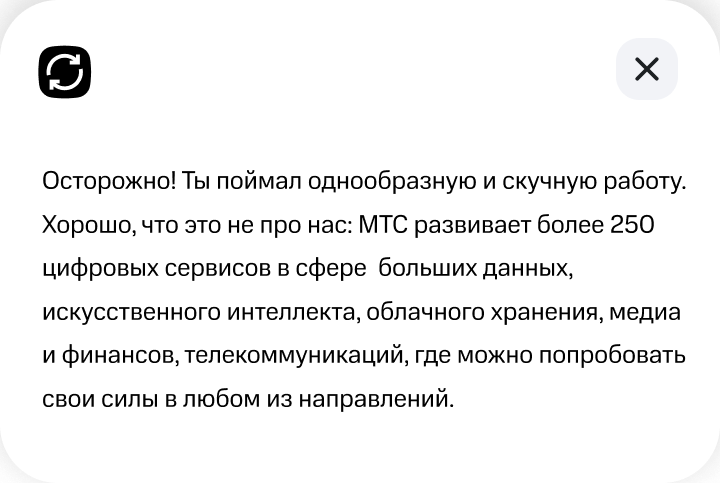 Осторожно! Ты поймал однообразную и скучную работу.
Хорошо, что это не про нас: МТС развивает более 250
цифровых сервисов в сфере  больших данных,
искусственного интеллекта, облачного хранения, медиа
и финансов, телекоммуникаций, где можно попробовать
свои силы в любом из направлений.